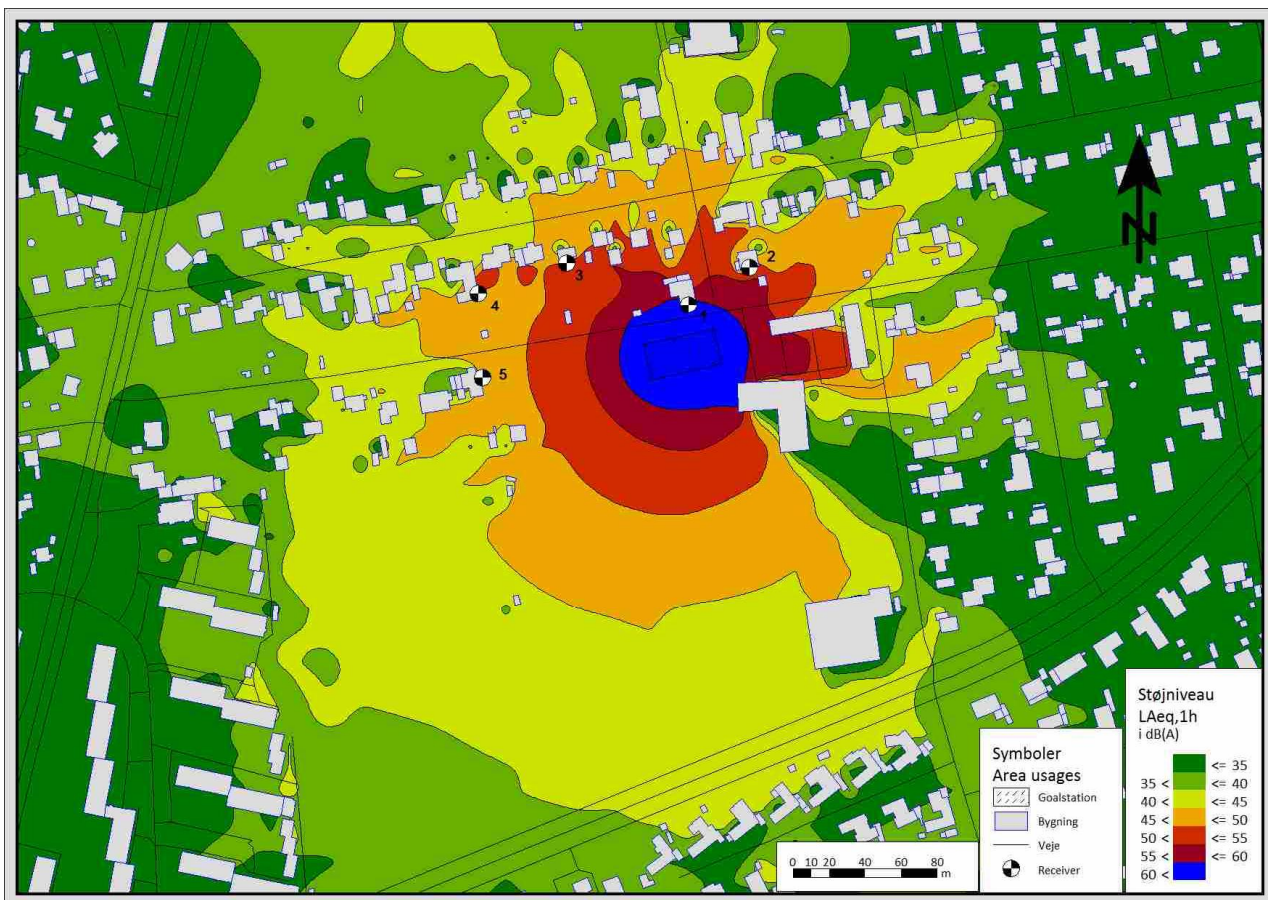 2
3
1
4
5
N
Støjniveau
LAeq,1h
i dB(A)
<= 35
35 < <= 40
40 < <= 45
45 < <= 50
50 < <= 55
55 < <= 60
60 <
Symboler
Area usages
Goalstation
Bygning
Veje
Receiver
0 10 20 40 60 80
m